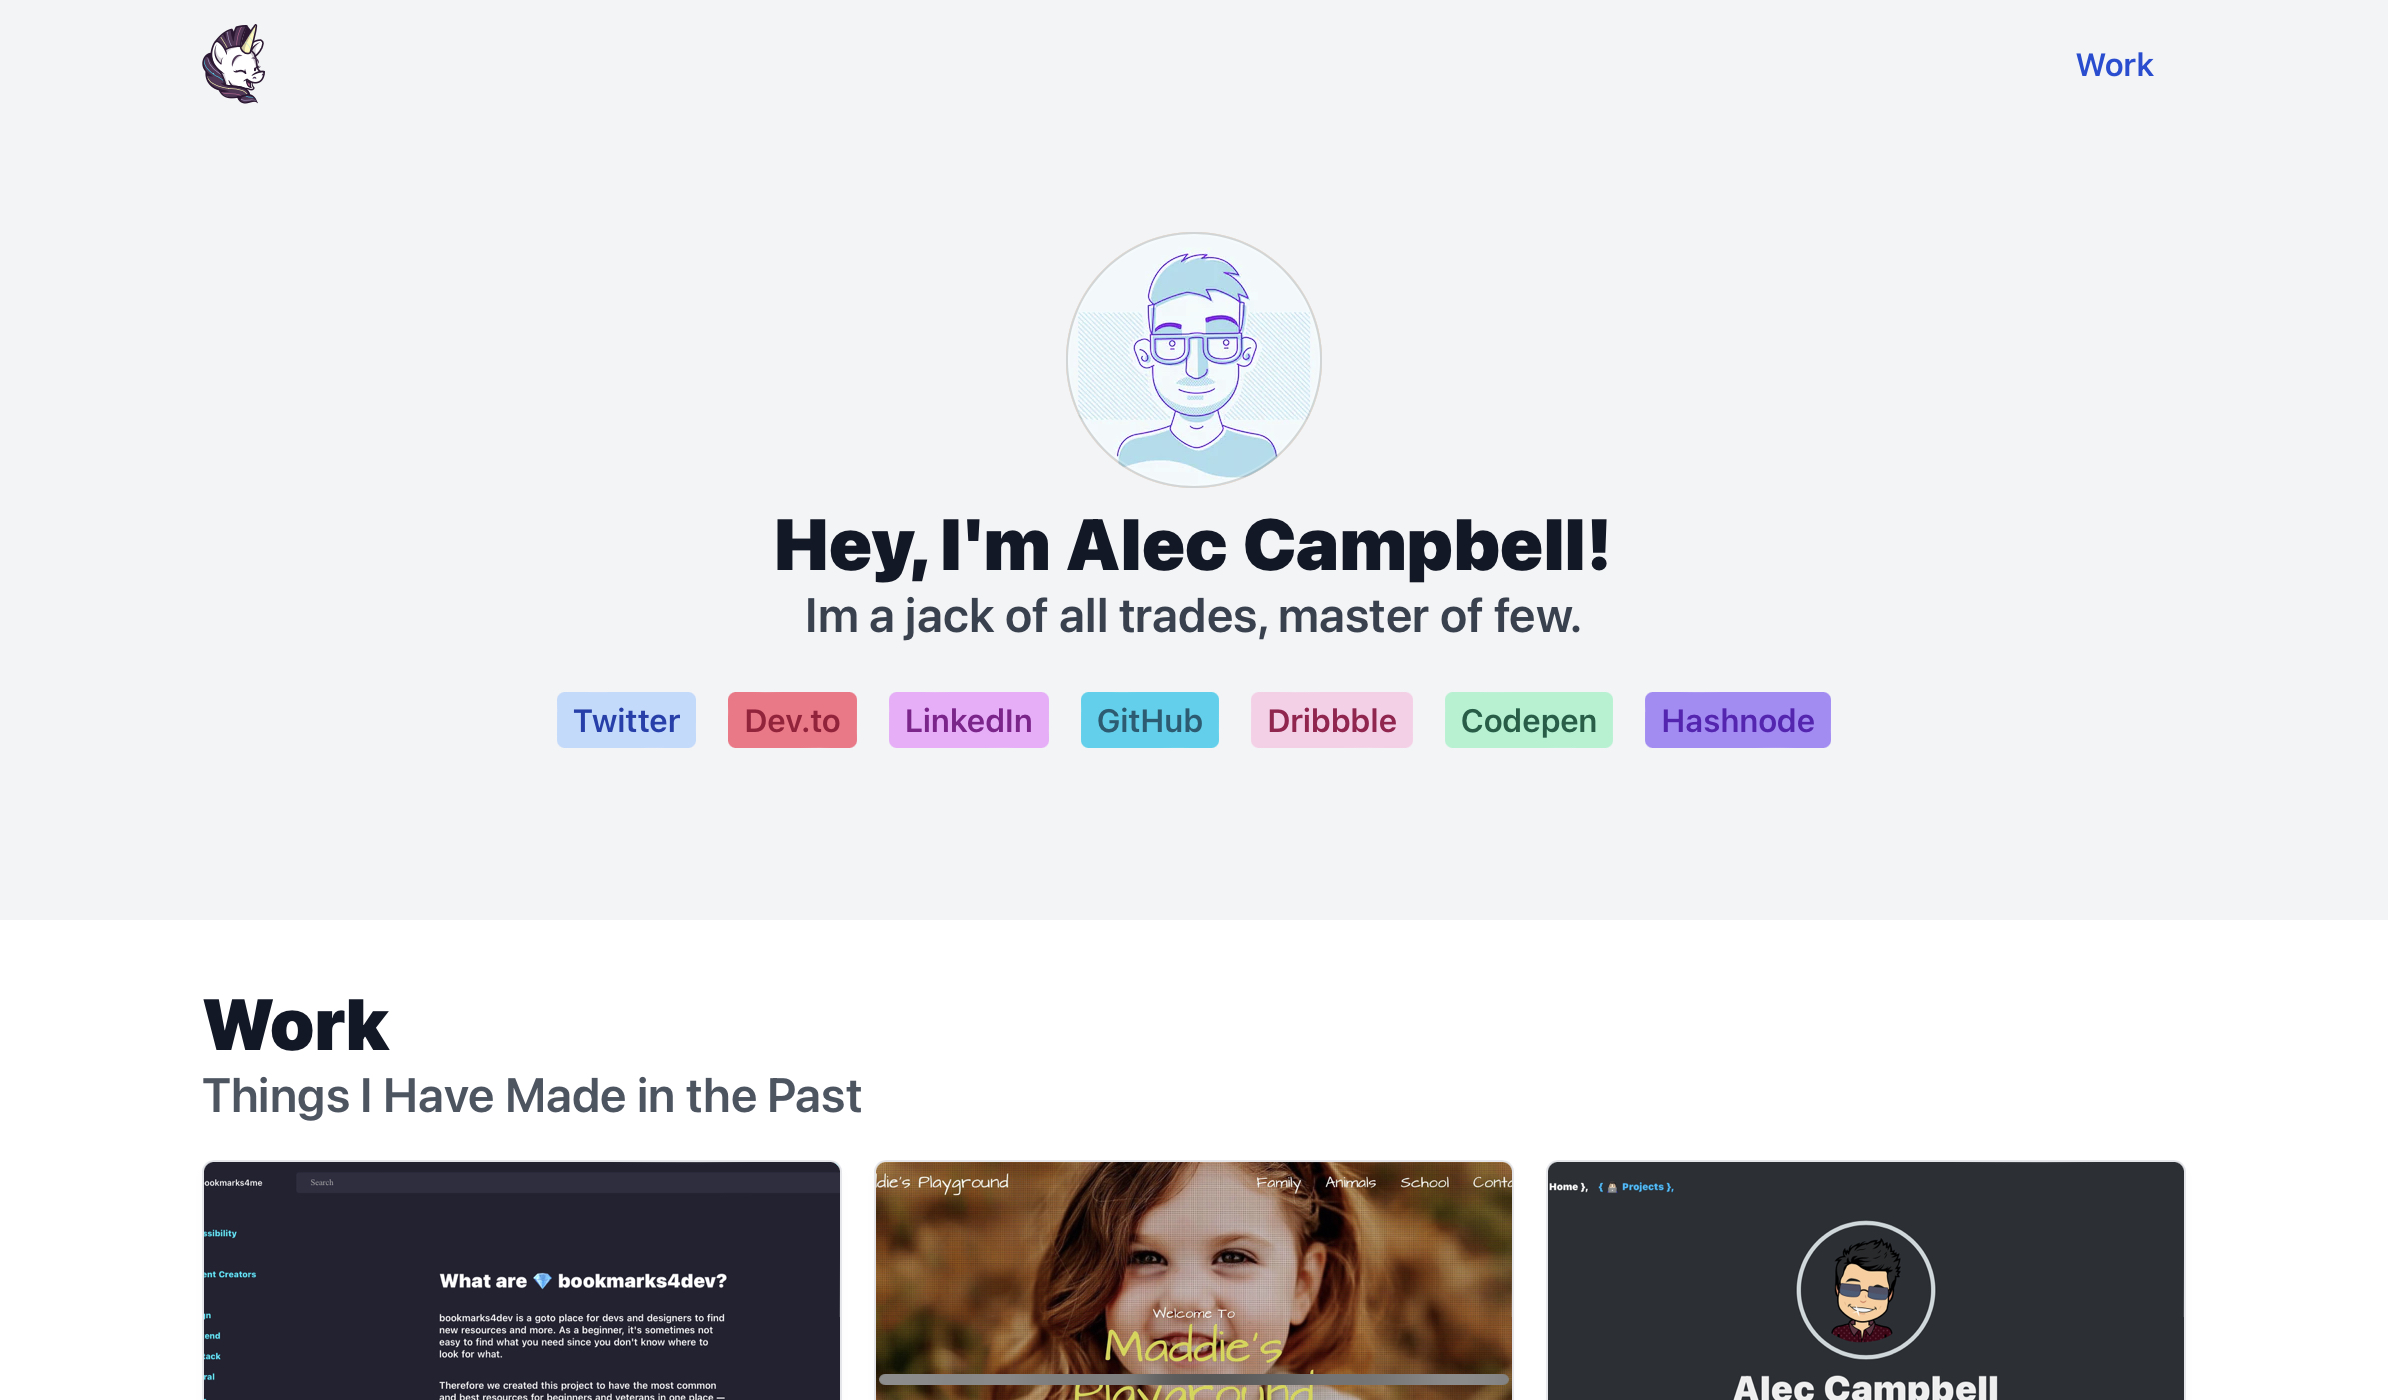 Work
Hey, I'm Alec Campbell!
Im a jack of all trades, master of few.
Twitter
Dev.to
LinkedIn
GitHub
Dribbble
Codepen
Hashnode
Work
Things I Have Made in the Past
ookmarks4me
Search
ssibility
ent Creators
gn
end
tack
ral
What are 💎 bookmarks4dev?
bookmarks4dev is a goto place for devs and designers to find
new resources and more. As a beginner, it's sometimes not
easy to find what you need since you don't know where to
look for what.
Therefore we created this project to have the most common
and best resources for beginners and veterans in one place —
die's Playground
Family
Animals
School
Conta
Welcome To
Maddie's
Playground
Home },
{ Projects },
Alec Campbell